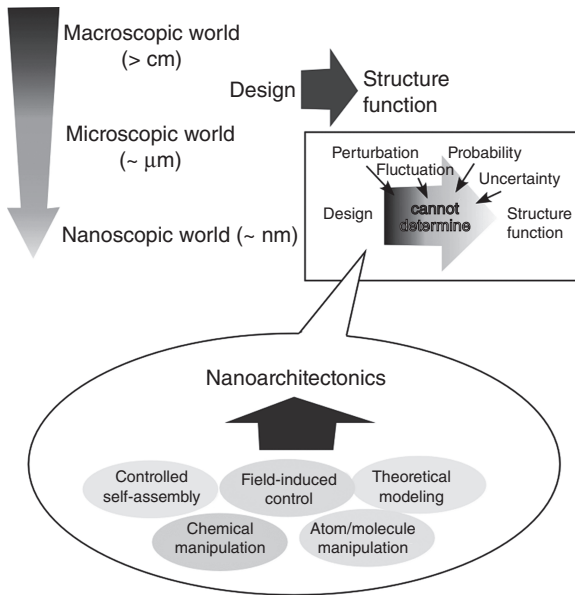 Macroscopic world
(> cm)
Design
Structure
function
Microscopic world
(~ μm)
Nanoscopic world (~ nm)
Perturbation
Fluctuation
Probability
Uncertainty
Design
cannot
determine
Structure
function
Nanoarchitectonics
Controlled
self-assembly
Field-induced
control
Theoretical
modeling
Chemical
manipulation
Atom/molecule
manipulation